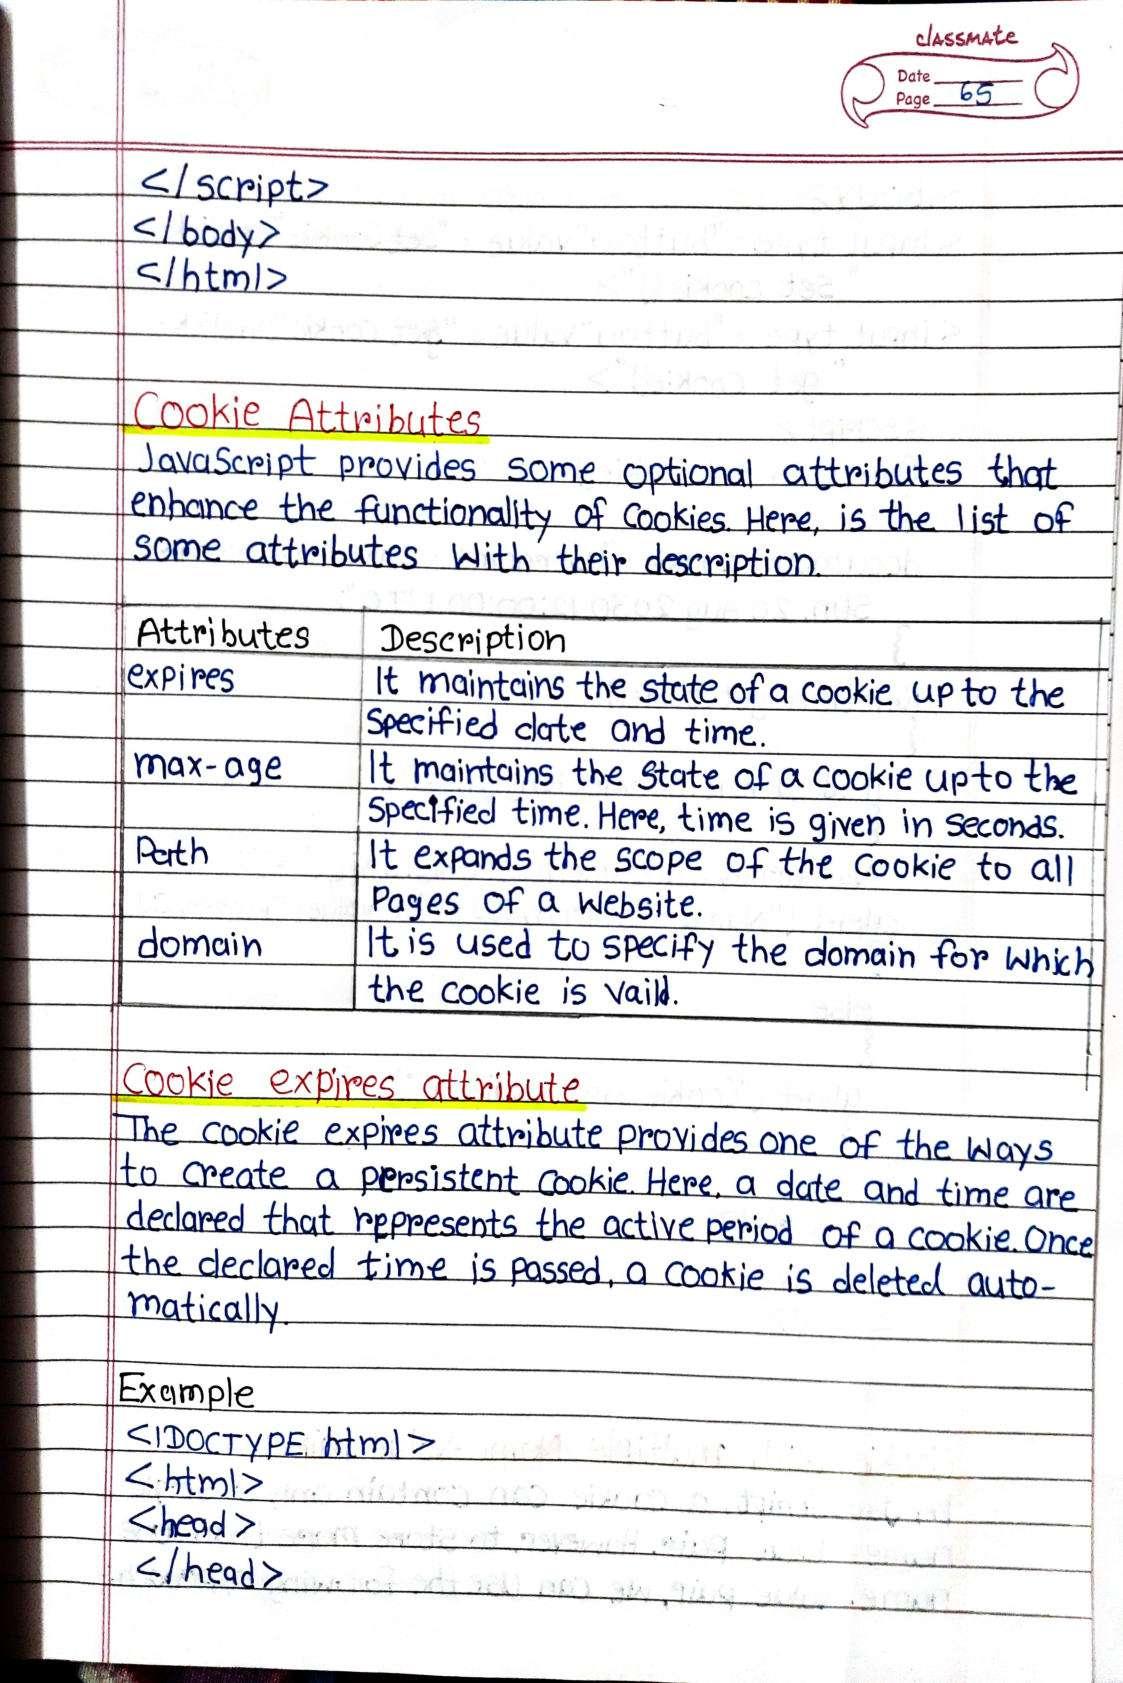 classmate
Date
Page 65
</script>
</body>
</html>
Cookie Attributes
JavaScript provides some optional attributes that
enhance the functionality of Cookies. Here, is the list of
some attributes With their description.
Attributes Description
expires It maintains the state of a cookie up to the
specified date and time.
max-age It maintains the state of a cookie up to the
specified time. Here, time is given in seconds.
Path It expands the scope of the cookie to all
Pages of a website.
domain It is used to specify the domain for which
the cookie is vaild.
Cookie expires attribute
The cookie expires attribute provides one of the ways
to create a persistent cookie. Here, a date and time are
declared that represents the active period of a cookie. Once
the declared time is passed, a cookie is deleted auto-
matically.
Example
<!DOCTYPE html>
<html>
<head>
</head>